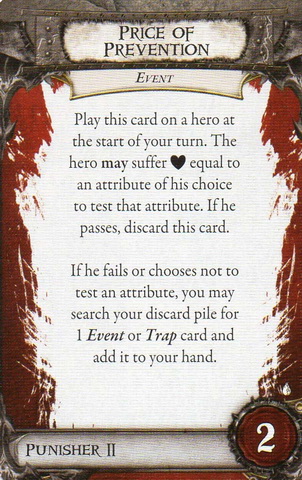 Price of
Prevention
Event
Play this card on a hero at
the start of your turn. The
hero may suffer ♥ equal to
an attribute of his choice
to test that attribute. If he
passes, discard this card.
If he fails or chooses not to
test an attribute, you may
search your discard pile for
1 Event or Trap card and
add it to your hand.
Punisher II
2